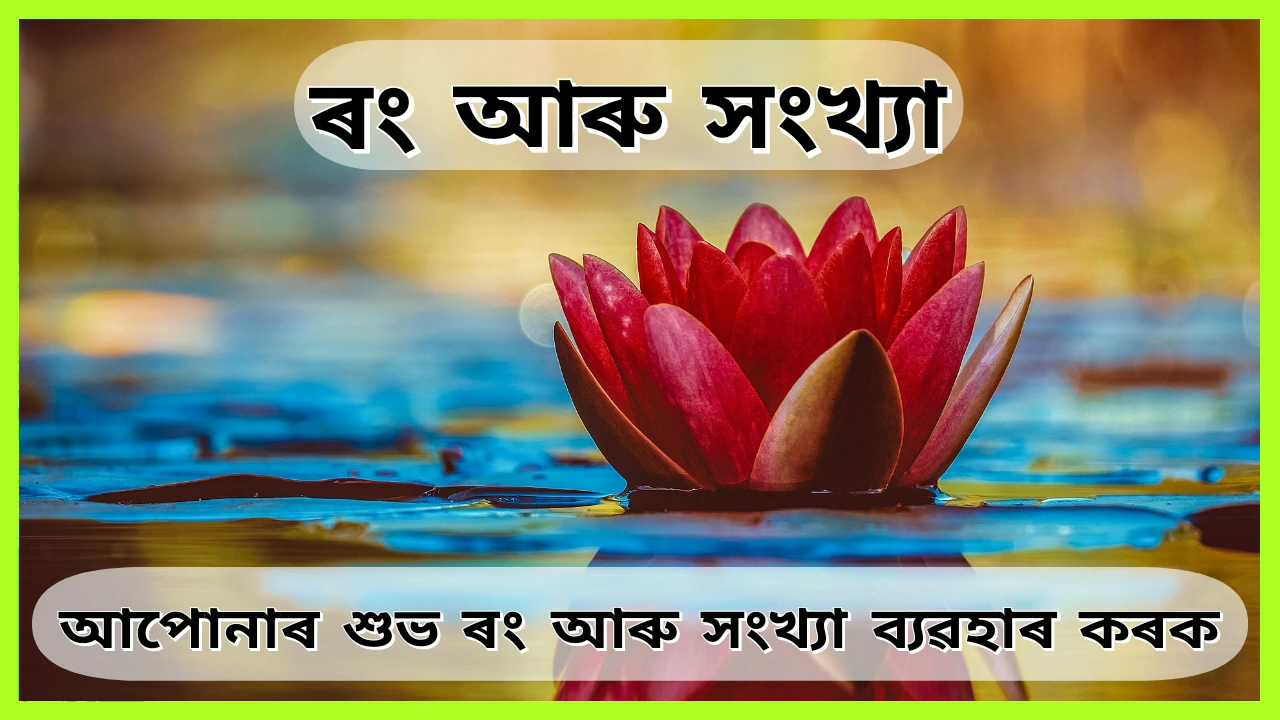 ৰং আৰু সংখ্যা
আপোনাৰ শুভ ৰং আৰু সংখ্যা ব্যৱহাৰ কৰক